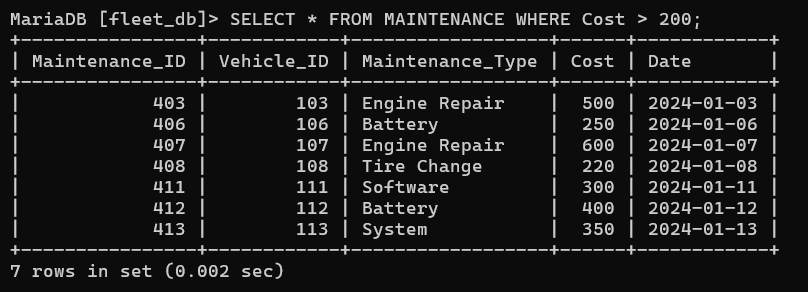 MariaDB [fleet_db]> SELECT * FROM MAINTENANCE WHERE Cost > 200;
+----------------+------------+------------------+------+------------+
| Maintenance_ID | Vehicle_ID | Maintenance_Type | Cost | Date       |
+----------------+------------+------------------+------+------------+
|            403 |        103 | Engine Repair    |  500 | 2024-01-03 |
|            406 |        106 | Battery          |  250 | 2024-01-06 |
|            407 |        107 | Engine Repair    |  600 | 2024-01-07 |
|            408 |        108 | Tire Change      |  220 | 2024-01-08 |
|            411 |        111 | Software         |  300 | 2024-01-11 |
|            412 |        112 | Battery          |  400 | 2024-01-12 |
|            413 |        113 | System           |  350 | 2024-01-13 |
+----------------+------------+------------------+------+------------+
7 rows in set (0.002 sec)